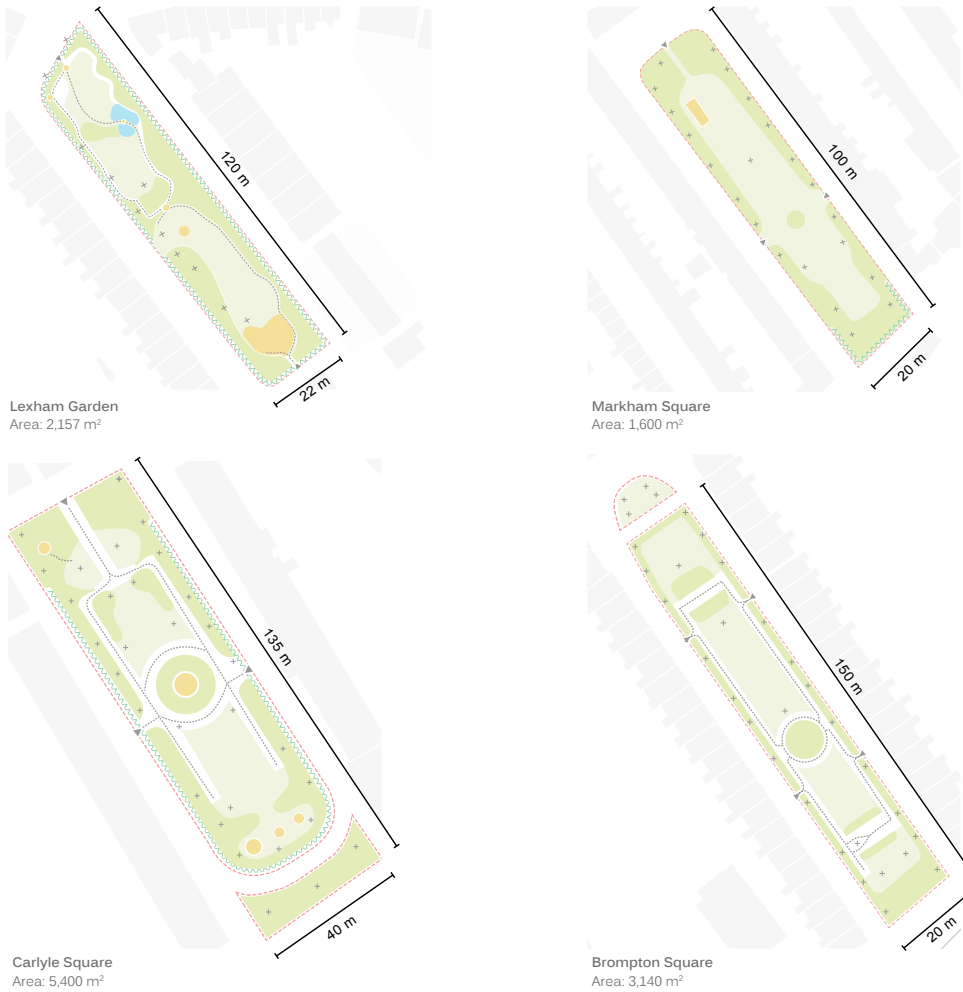 120 m
22 m
Lexham Garden
Area: 2,157 m²
100 m
20 m
Markham Square
Area: 1,600 m²
135 m
40 m
Carlyle Square
Area: 5,400 m²
150 m
20 m
Brompton Square
Area: 3,140 m²